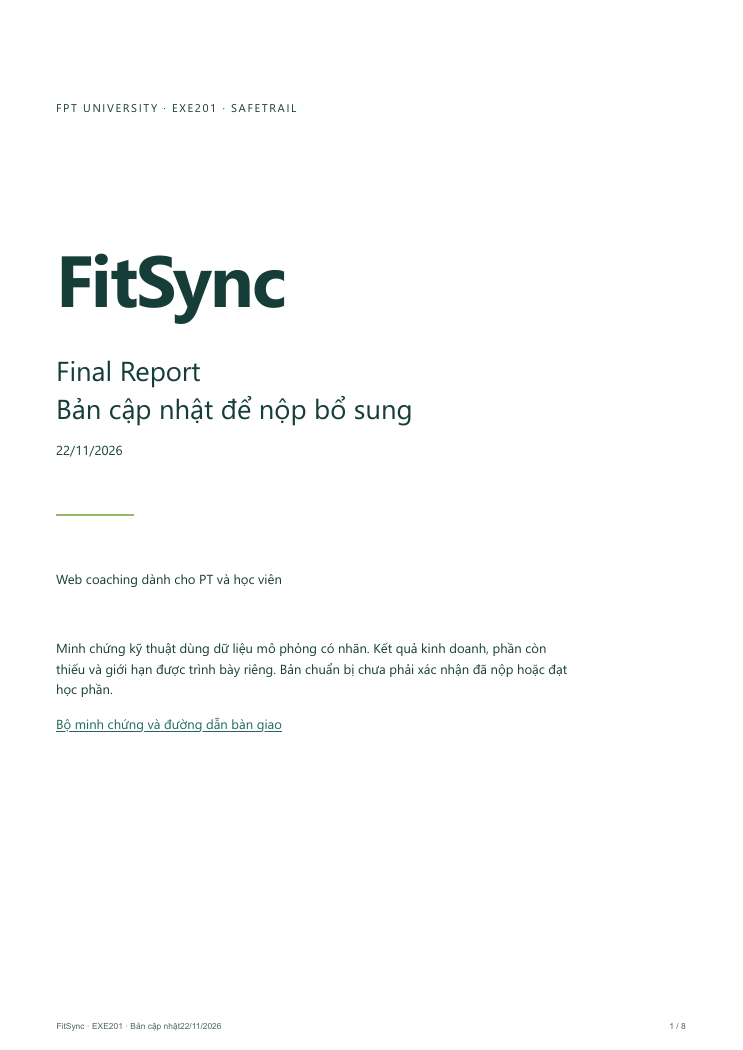 FPT UNIVERSITY · EXE201 · SAFETRAIL
FitSync
Final Report
Bản cập nhật để nộp bổ sung
22/11/2026
Web coaching dành cho PT và học viên
Minh chứng kỹ thuật dùng dữ liệu mô phỏng có nhãn. Kết quả kinh doanh, phần còn
thiếu và giới hạn được trình bày riêng. Bản chuẩn bị chưa phải xác nhận đã nộp hoặc đạt
học phần.
Bộ minh chứng và đường dẫn bàn giao
FitSync · EXE201 · Bản cập nhật22/11/2026
1 / 8